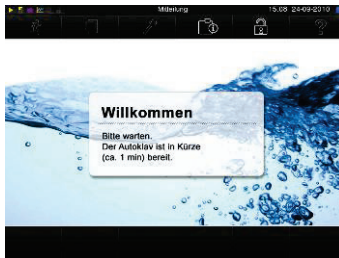 Mitteilung 15:08 24-09-2010
Willkommen
Bitte warten.
Der Autoklav ist in Kürze
(ca. 1 min) bereit.